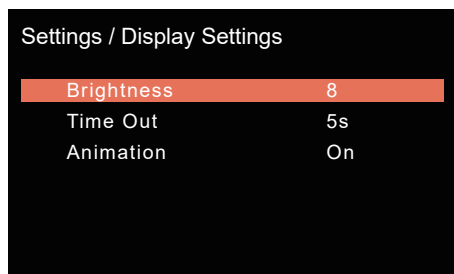 Settings / Display Settings
Brightness 8
Time Out 5s
Animation On